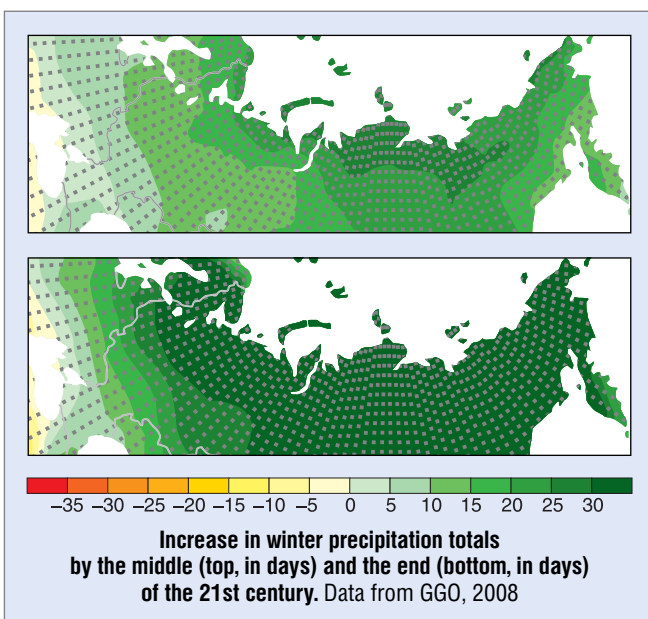 –35 –30 –25 –20 –15 –10 –5 0 5 10 15 20 25 30
Increase in winter precipitation totals
by the middle (top, in days) and the end (bottom, in days)
of the 21st century. Data from GGO, 2008